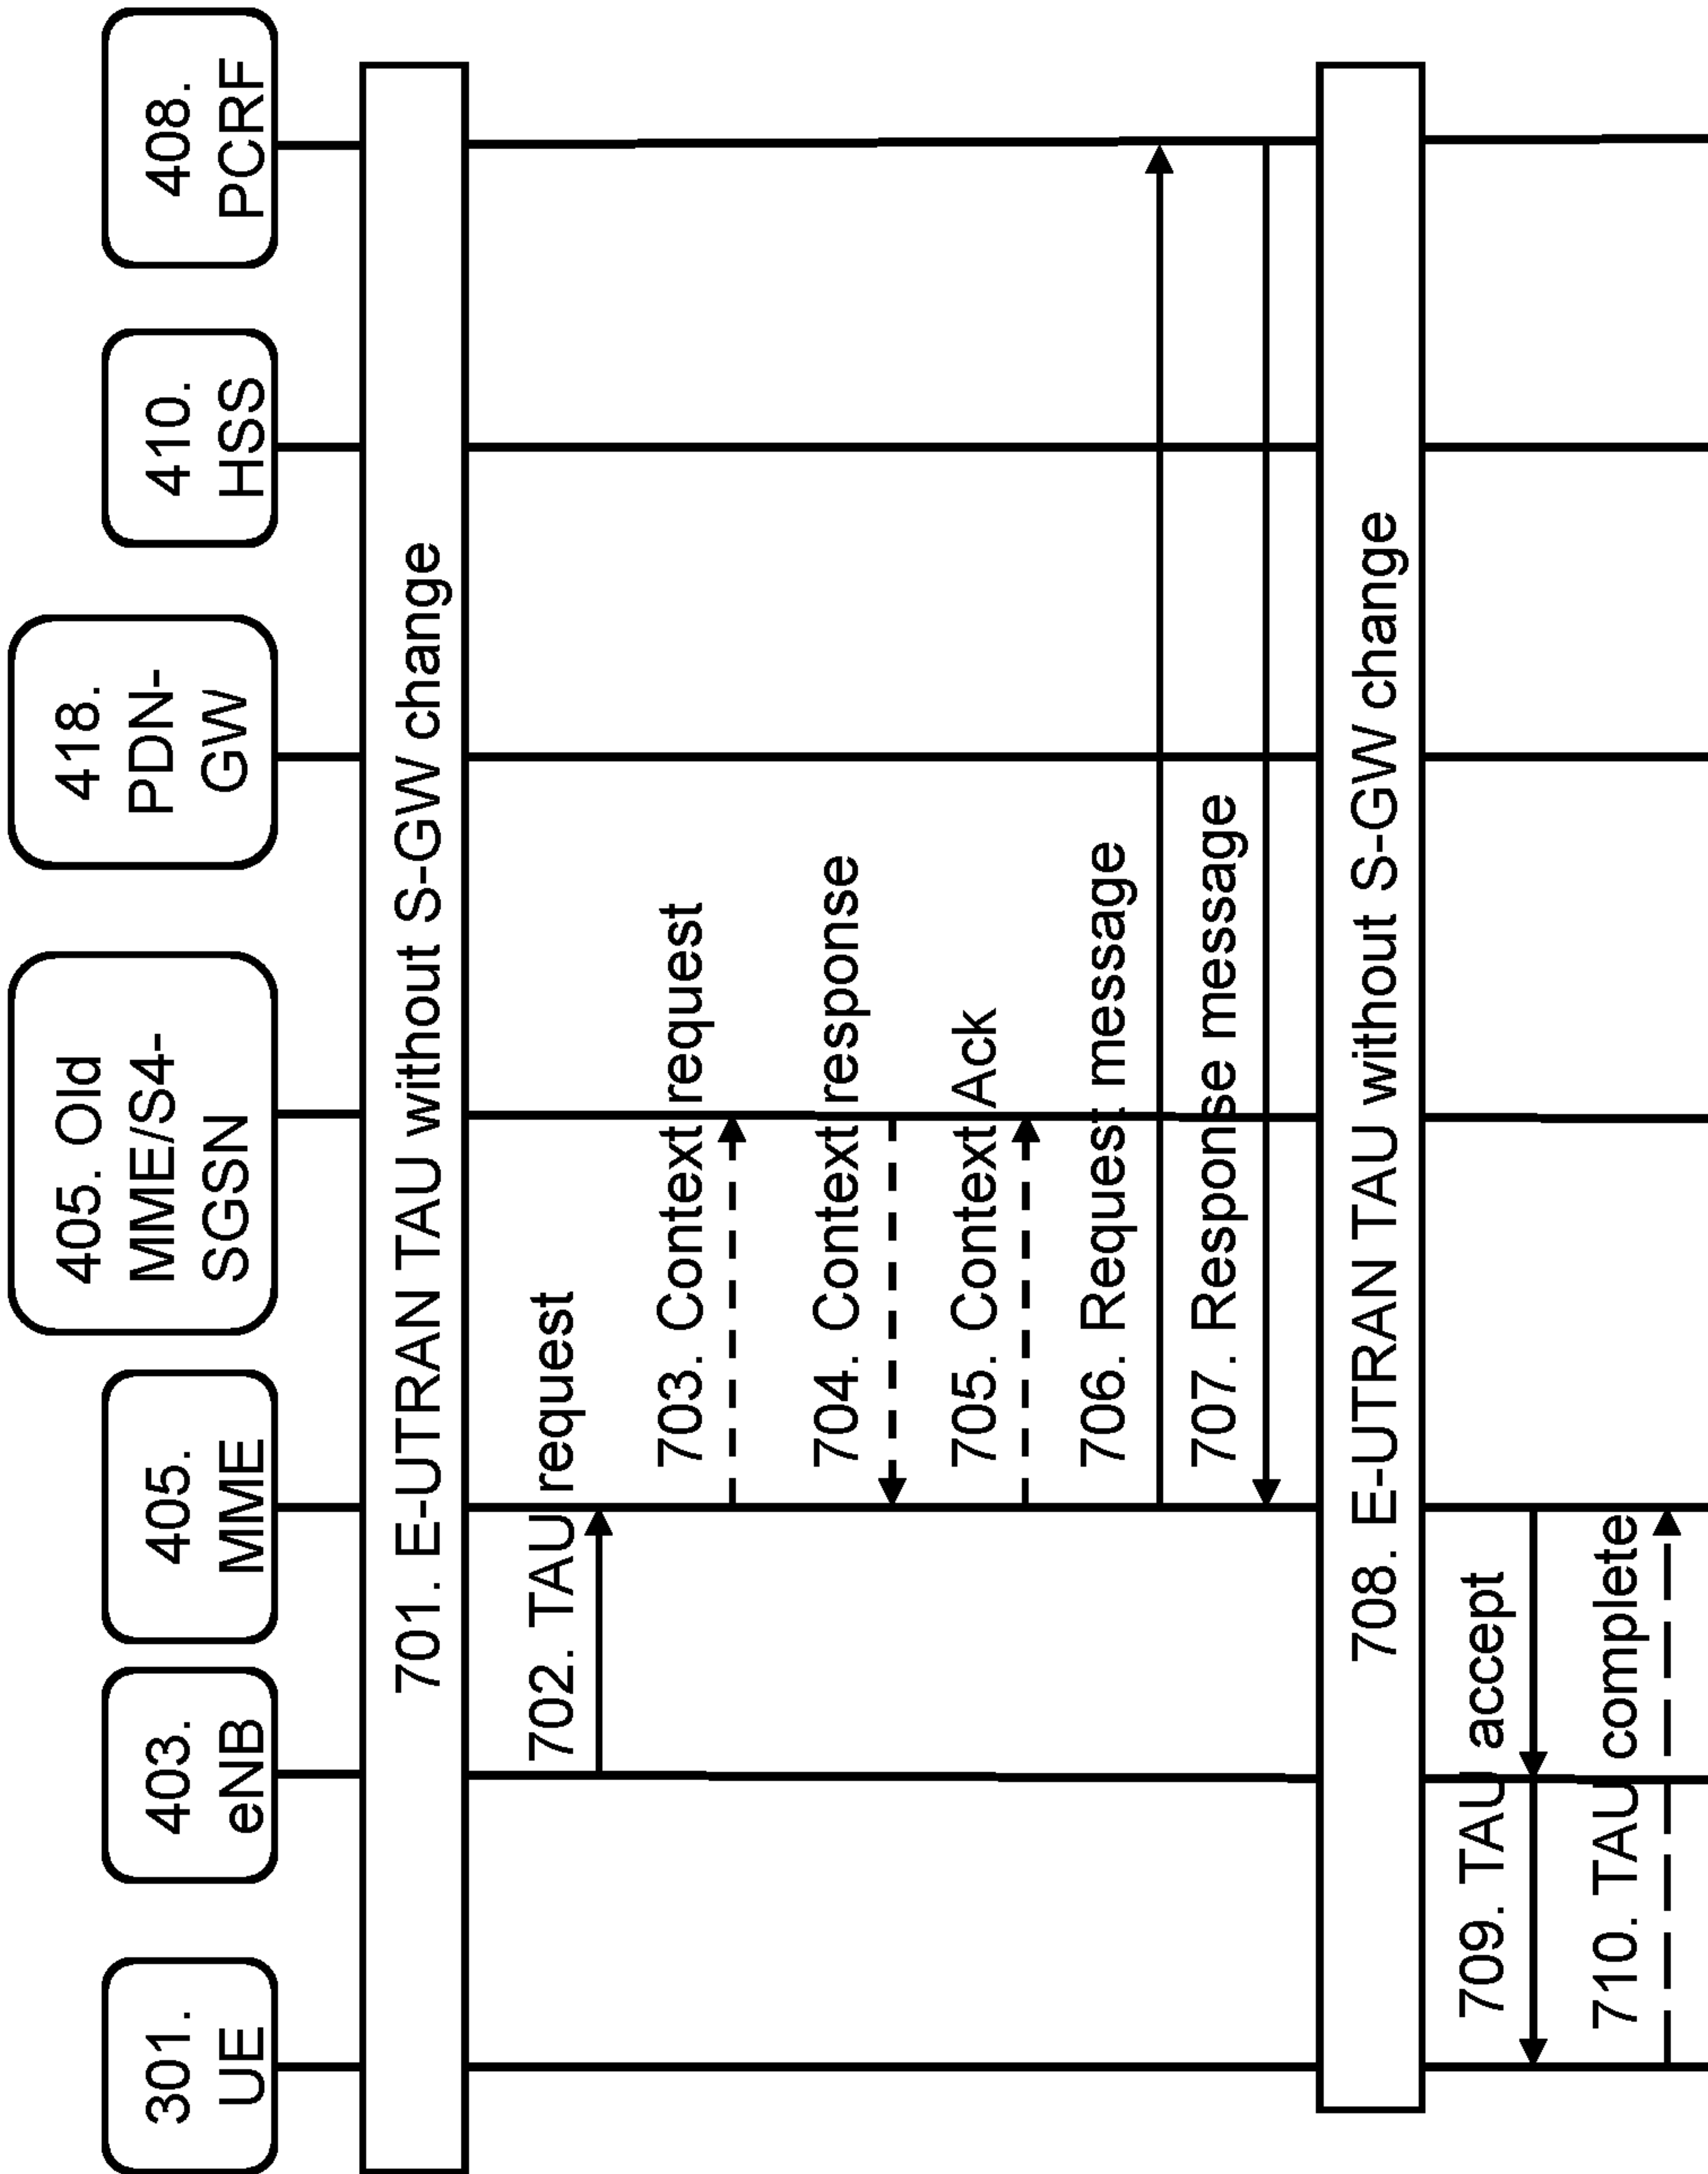 301.
UE
403.
eNB
405.
MME
405. Old
MME/S4-
SGSN
418.
PDN-
GW
410.
HSS
408.
PCRF
701. E-UTRAN TAU without S-GW change
702. TAU request
703. Context request
704. Context response
705. Context Ack
706. Request message
707. Response message
708. E-UTRAN TAU without S-GW change
709. TAU accept
710. TAU complete